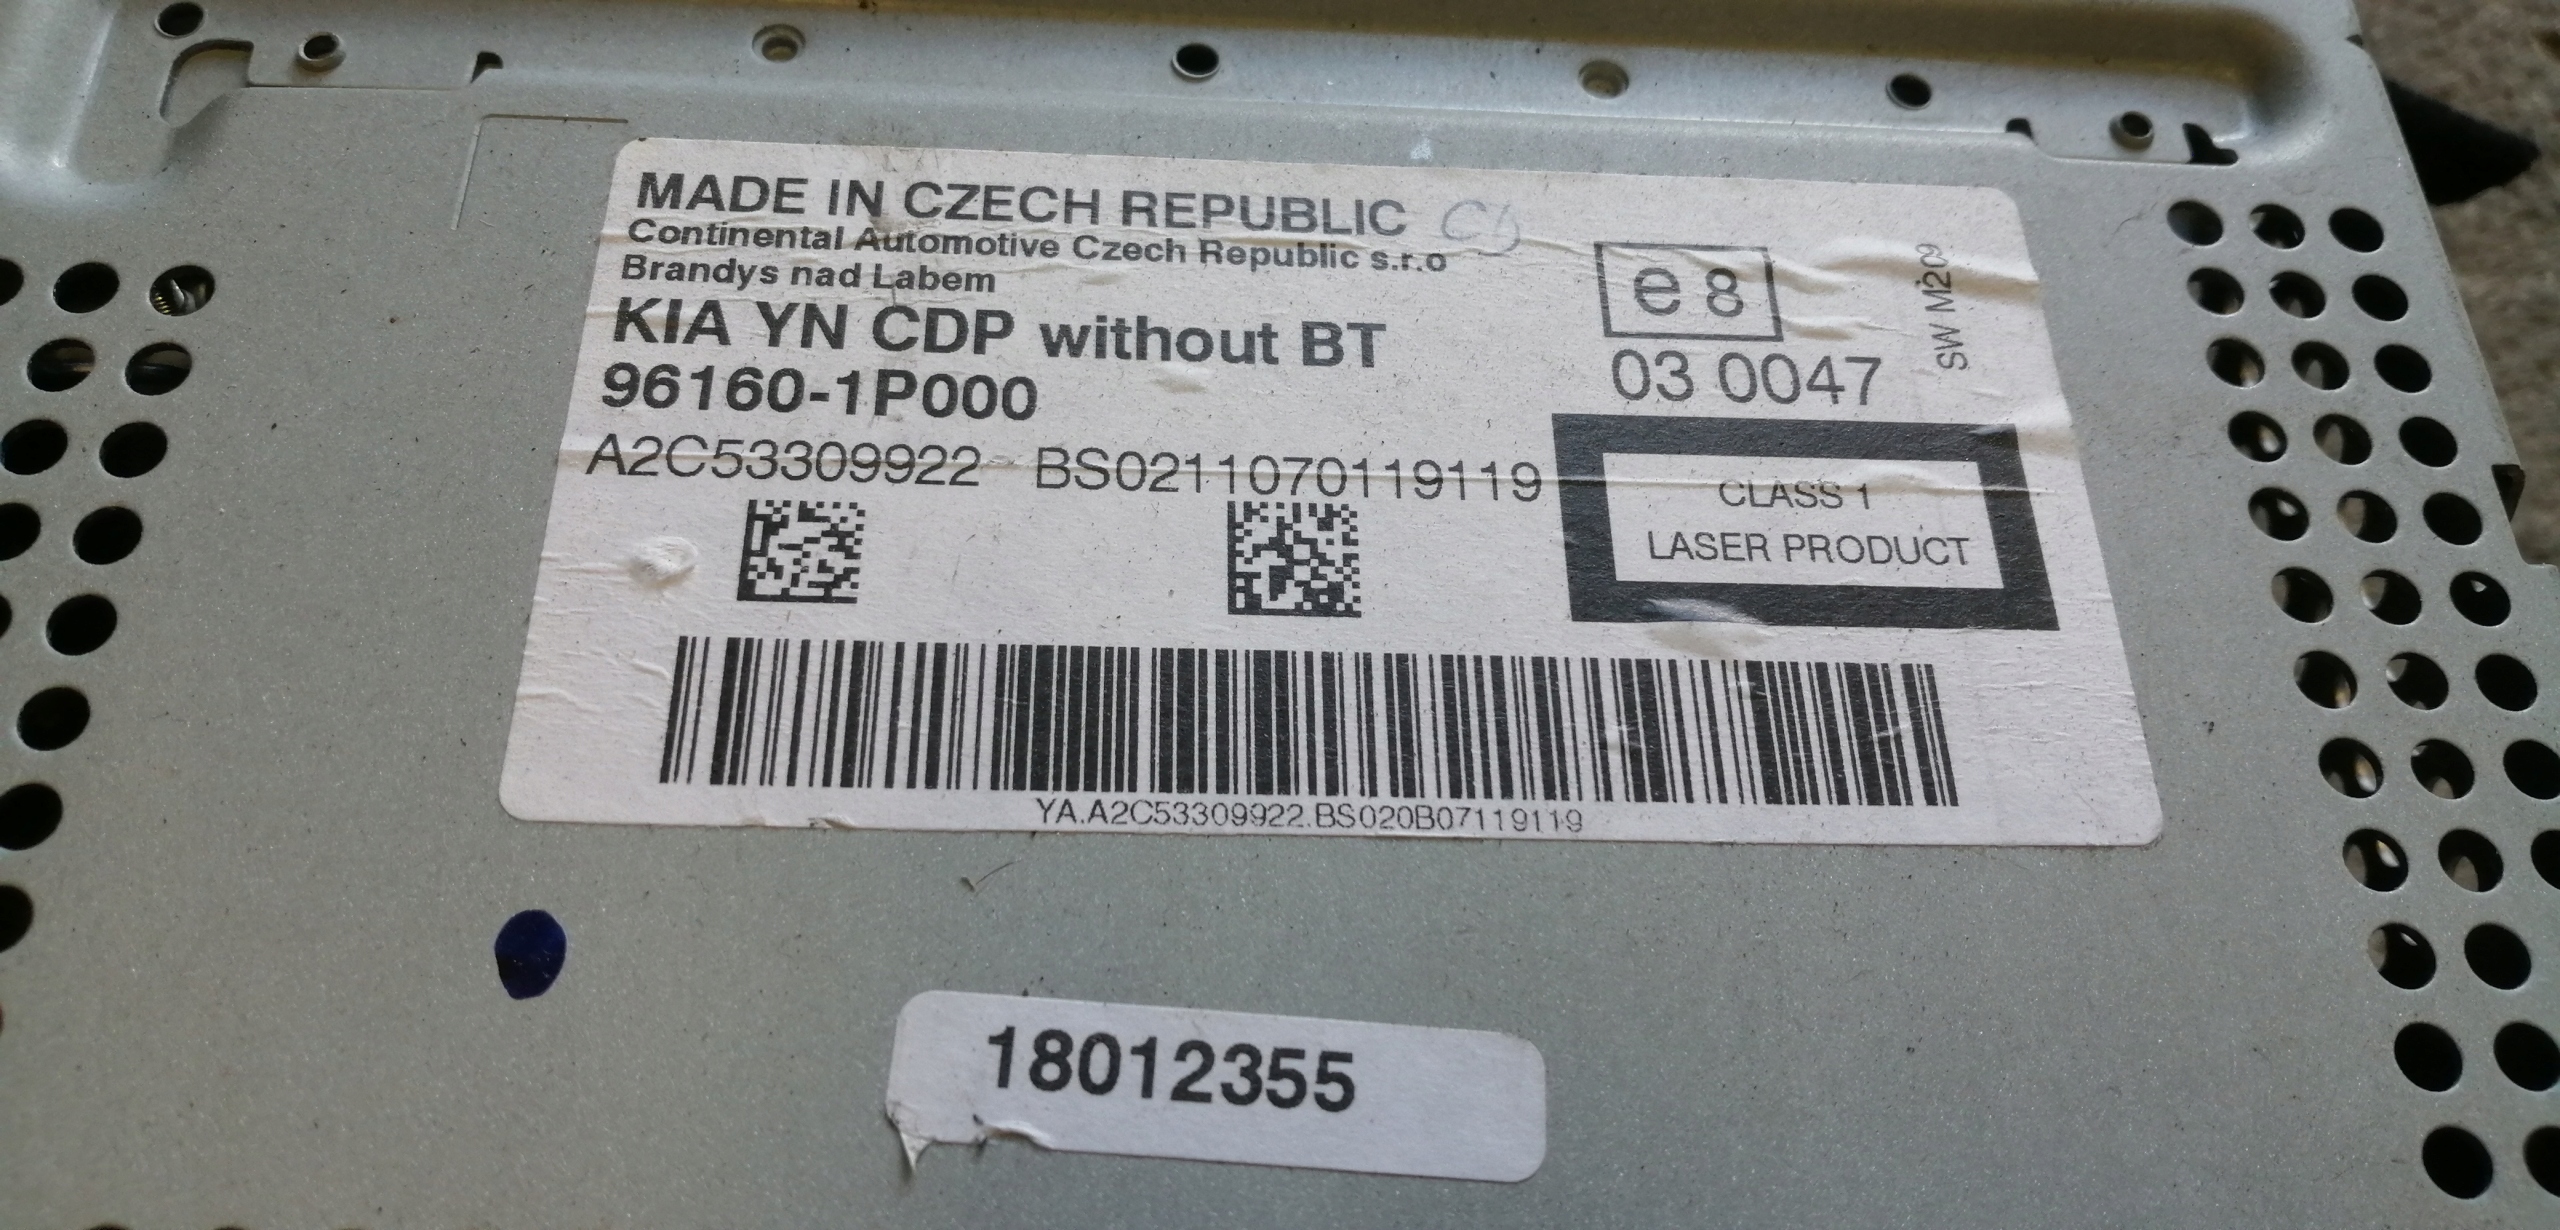 MADE IN CZECH REPUBLIC
Continental Automotive Czech Republic s.r.o
Brandys nad Labem
KIA YN CDP without BT
96160-1P000
A2C53309922 BS0211070119119
e 8
03 0047
SW M209
CLASS 1
LASER PRODUCT
YA.A2C53309922.BS020B07119119
18012355